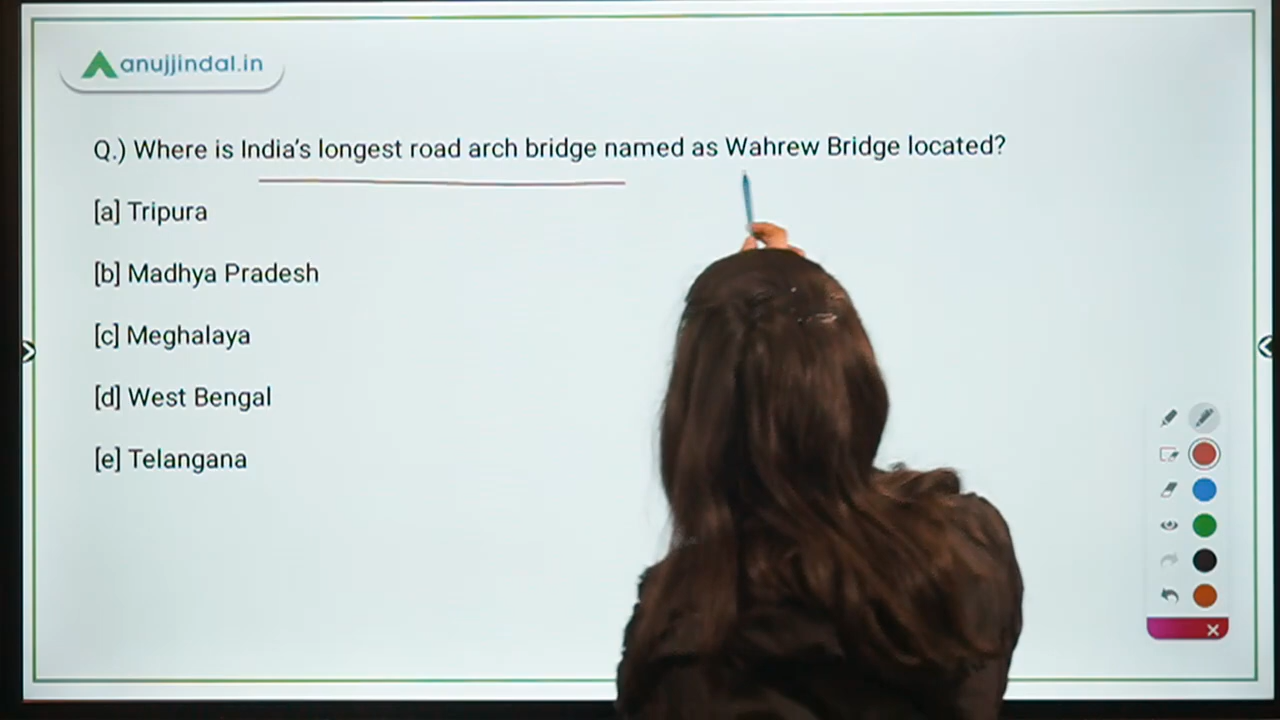 anujjindal.in
Q.) Where is India's longest road arch bridge named as Wahrew Bridge located?
[a] Tripura
[b] Madhya Pradesh
[c] Meghalaya
[d] West Bengal
[e] Telangana